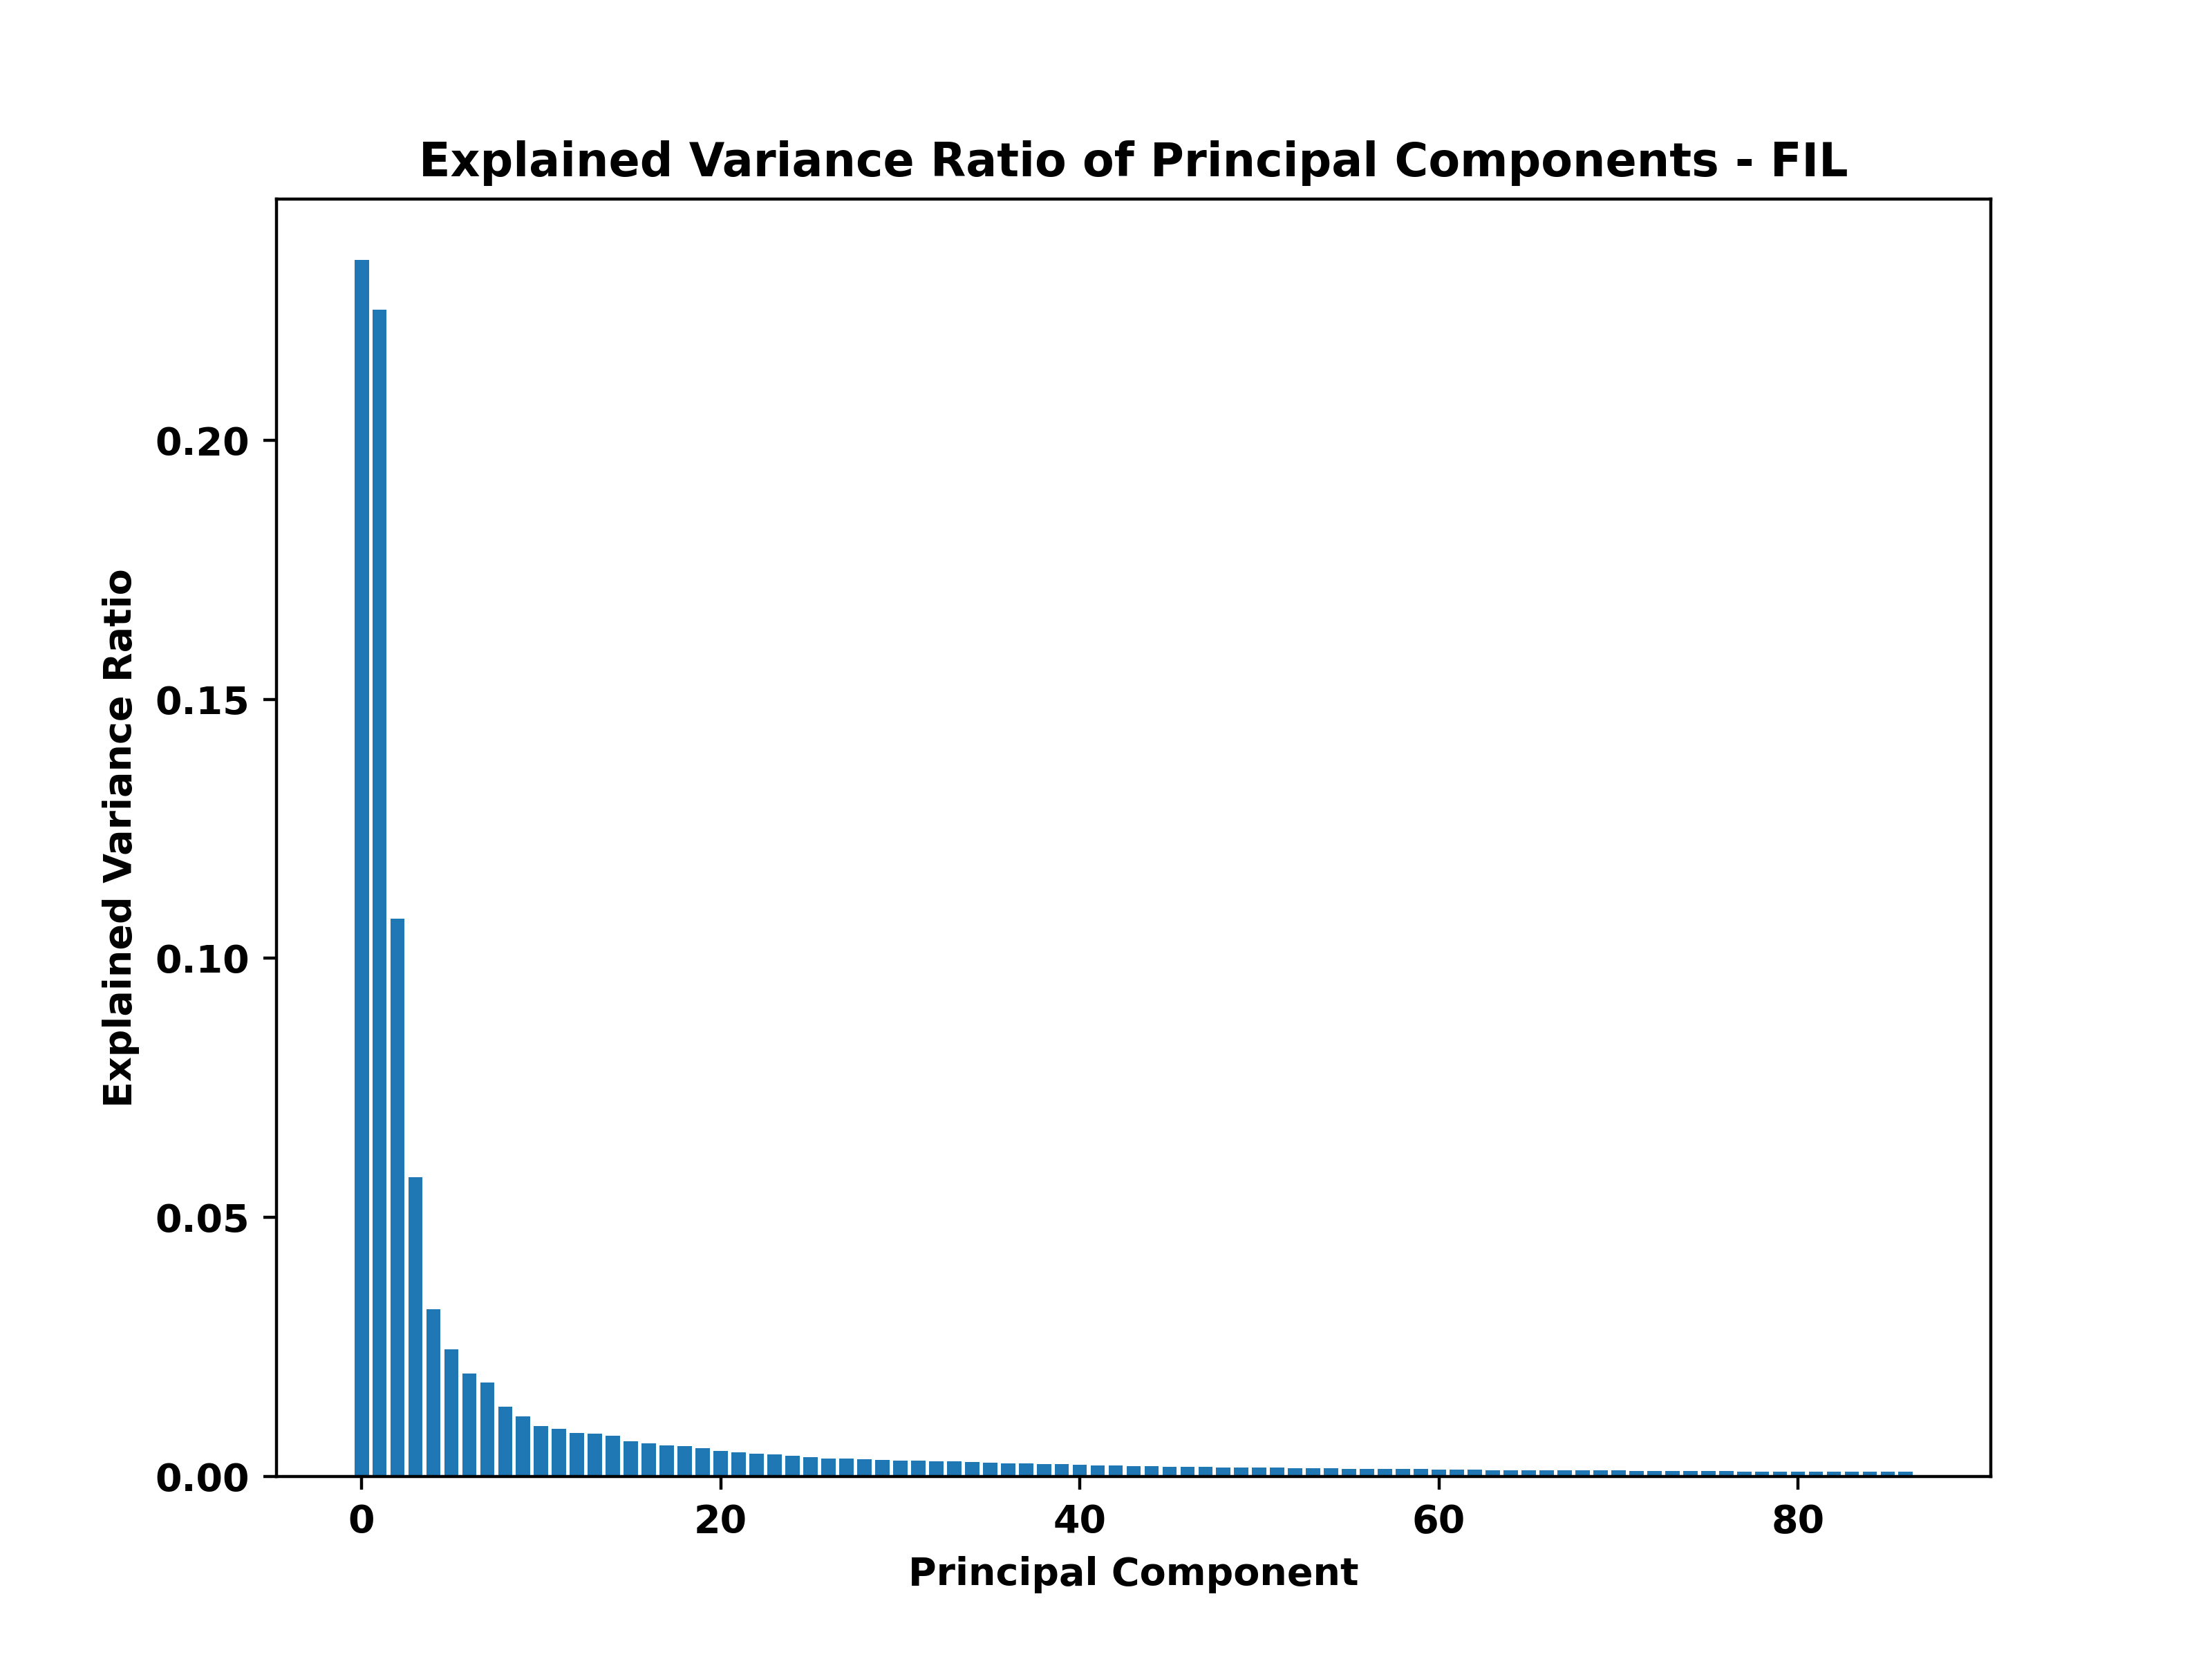 Explained Variance Ratio of Principal Components - FIL
Explained Variance Ratio
0.20
0.15
0.10
0.05
0.00
0 20 40 60 80
Principal Component